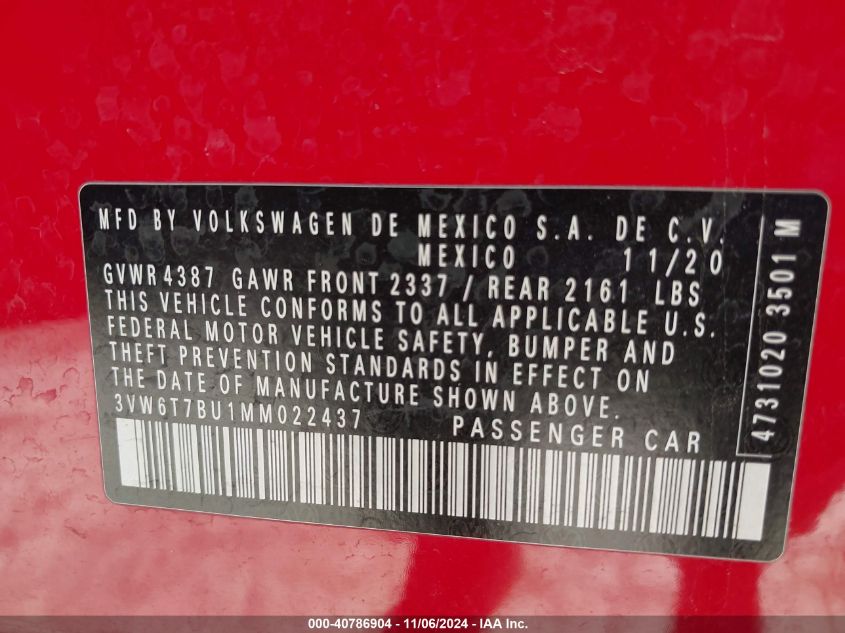 MFD BY VOLKSWAGEN DE MEXICO S.A. DE C.V.
MEXICO 11/20
GVWR 4387 GAWR FRONT 2337 / REAR 2161 LBS
THIS VEHICLE CONFORMS TO ALL APPLICABLE U.S.
FEDERAL MOTOR VEHICLE SAFETY, BUMPER AND
THEFT PREVENTION STANDARDS IN EFFECT ON
THE DATE OF MANUFACTURE SHOWN ABOVE.
3VW6T7BU1MM022437 PASSENGER CAR
4731020 3501 M
000-40786904 - 11/06/2024 - IAA Inc.